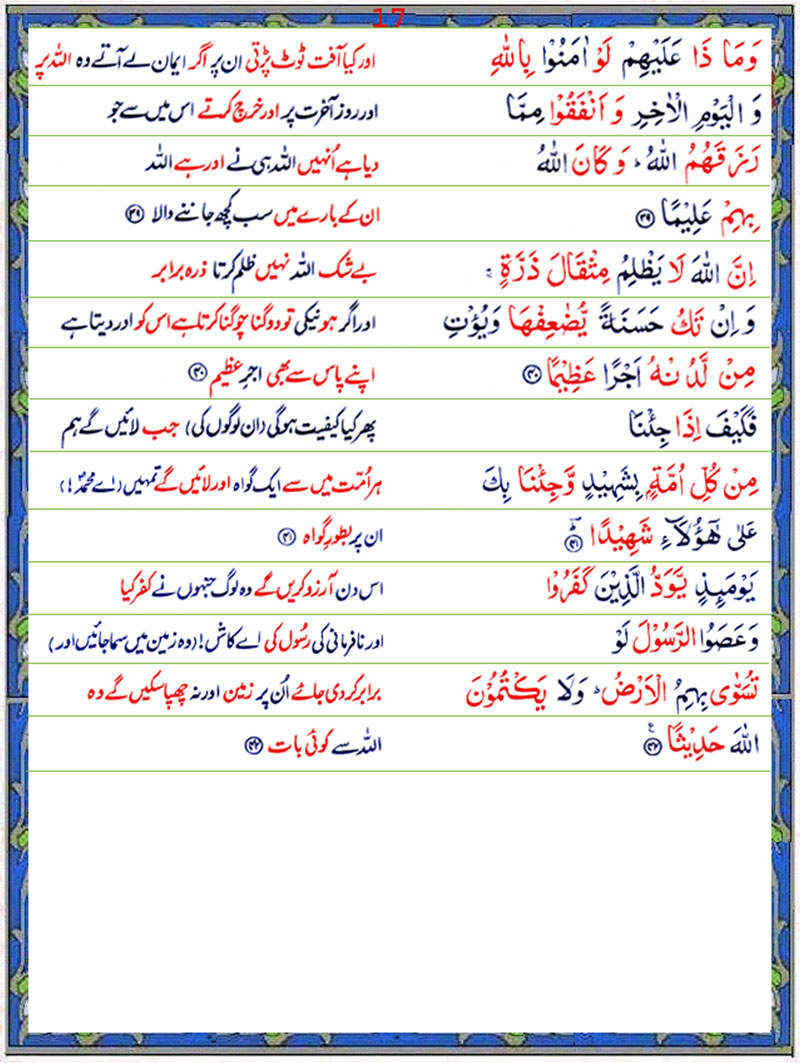 17
وَمَا ذَا عَلَيْهِمْ لَوْ اٰمَنُوْا بِاللّٰهِ اور کیا آفت ٹوٹ پڑتی ان پر اگر ایمان لے آتے وہ اللہ پر
وَ الْيَوْمِ الْاٰخِرِ وَ اَنْفَقُوْا مِمَّا اور روز آخرت پر اور خرچ کرتے اس میں سے جو
رَزَقَهُمُ اللّٰهُ ؕ وَ كَانَ اللّٰهُ دیا ہے اُنہیں اللہ ہی نے اور ہے اللہ
بِهِمْ عَلِيْمًا ﴿۳۹﴾ ان کے بارے میں سب کچھ جاننے والا ﴿۳۹﴾
اِنَّ اللّٰهَ لَا يَظْلِمُ مِثْقَالَ ذَرَّةٍ ۚ بے شک اللہ نہیں ظلم کرتا ذرہ برابر
وَ اِنْ تَكُ حَسَنَةً يُّضٰعِفْهَا وَيُؤْتِ اور اگر ہو نیکی تو دوگنا چوگنا کرتا ہے اس کو اور دیتا ہے
مِنْ لَّدُنْهُ اَجْرًا عَظِيْمًا ﴿۴۰﴾ اپنے پاس سے بھی اجرِ عظیم ﴿۴۰﴾
فَكَيْفَ اِذَا جِئْنَا پھر کیا کیفیت ہوگی (ان لوگوں کی) جب لائیں گے ہم
مِنْ كُلِّ اُمَّةٍۭ بِشَهِيْدٍ وَّجِئْنَا بِكَ ہر اُمّت میں سے ایک گواہ اور لائیں گے تمہیں (اے محمدؐ!)
عَلٰى هٰٓؤُلَآءِ شَهِيْدًا ﴿۴۱﴾ؕ ان پر بطورِ گواہ ﴿۴۱﴾
يَوْمَىِٕذٍ يَّوَدُّ الَّذِيْنَ كَفَرُوْا اس دن آرزو کریں گے وہ لوگ جنہوں نے کفر کیا
وَعَصَوُا الرَّسُوْلَ لَوْ اور نافرمانی کی رسُول کی اے کاش! (وہ زمین میں سما جائیں اور)
تُسَوّٰى بِهِمُ الْاَرْضُ ؕ وَلَا يَكْتُمُوْنَ برابر کر دی جائے اُن پر زمین اور نہ چھپا سکیں گے وہ
اللّٰهَ حَدِيْثًا ﴿۴۲﴾ۧ اللہ سے کوئی بات ﴿۴۲﴾